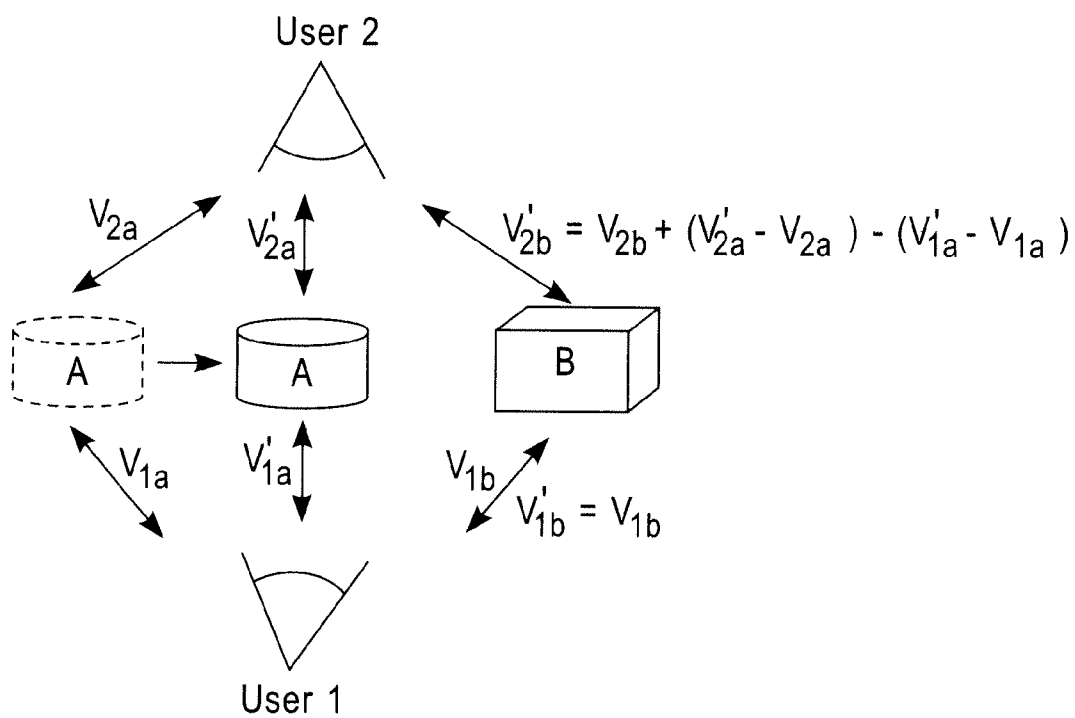 User 2
V2a
V'2a
V'2b = V2b + (V'2a - V2a ) - (V'1a - V1a )
A
A
B
V1a
V'1a
V1b
V'1b = V1b
User 1